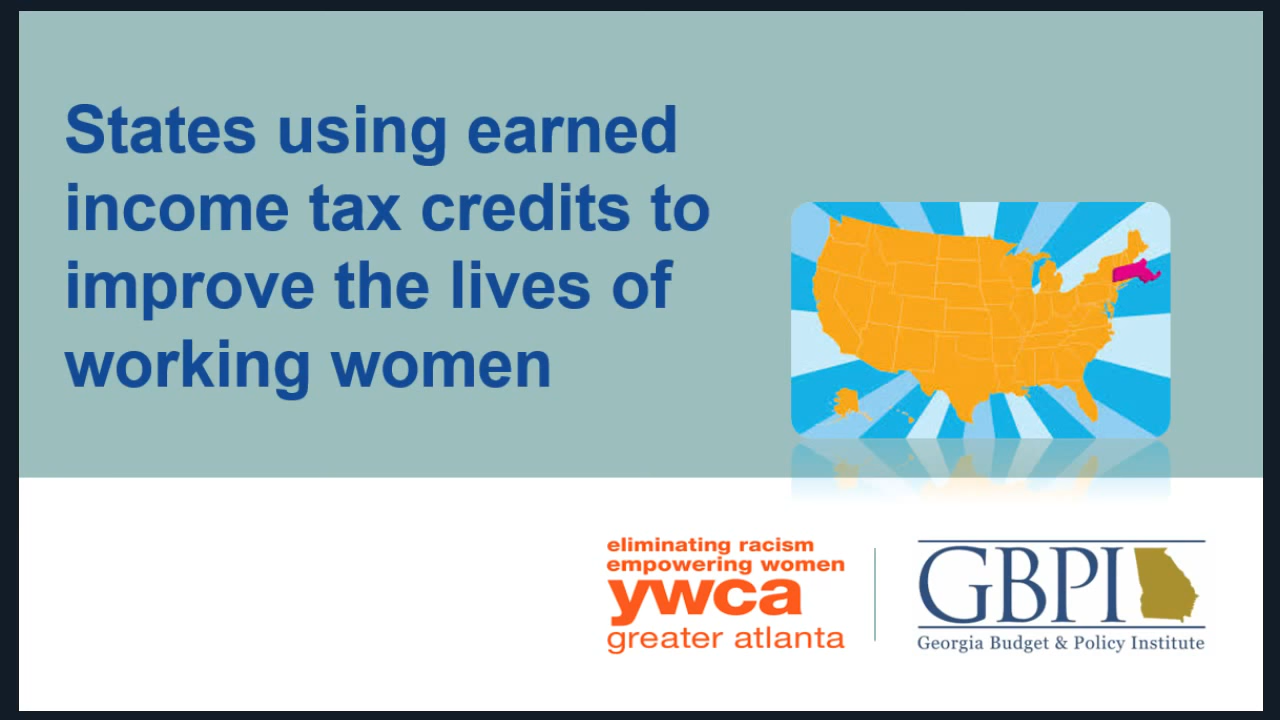 States using earned
income tax credits to
improve the lives of
working women
eliminating racism
empowering women
ywca
greater atlanta
GBPI
Georgia Budget & Policy Institute